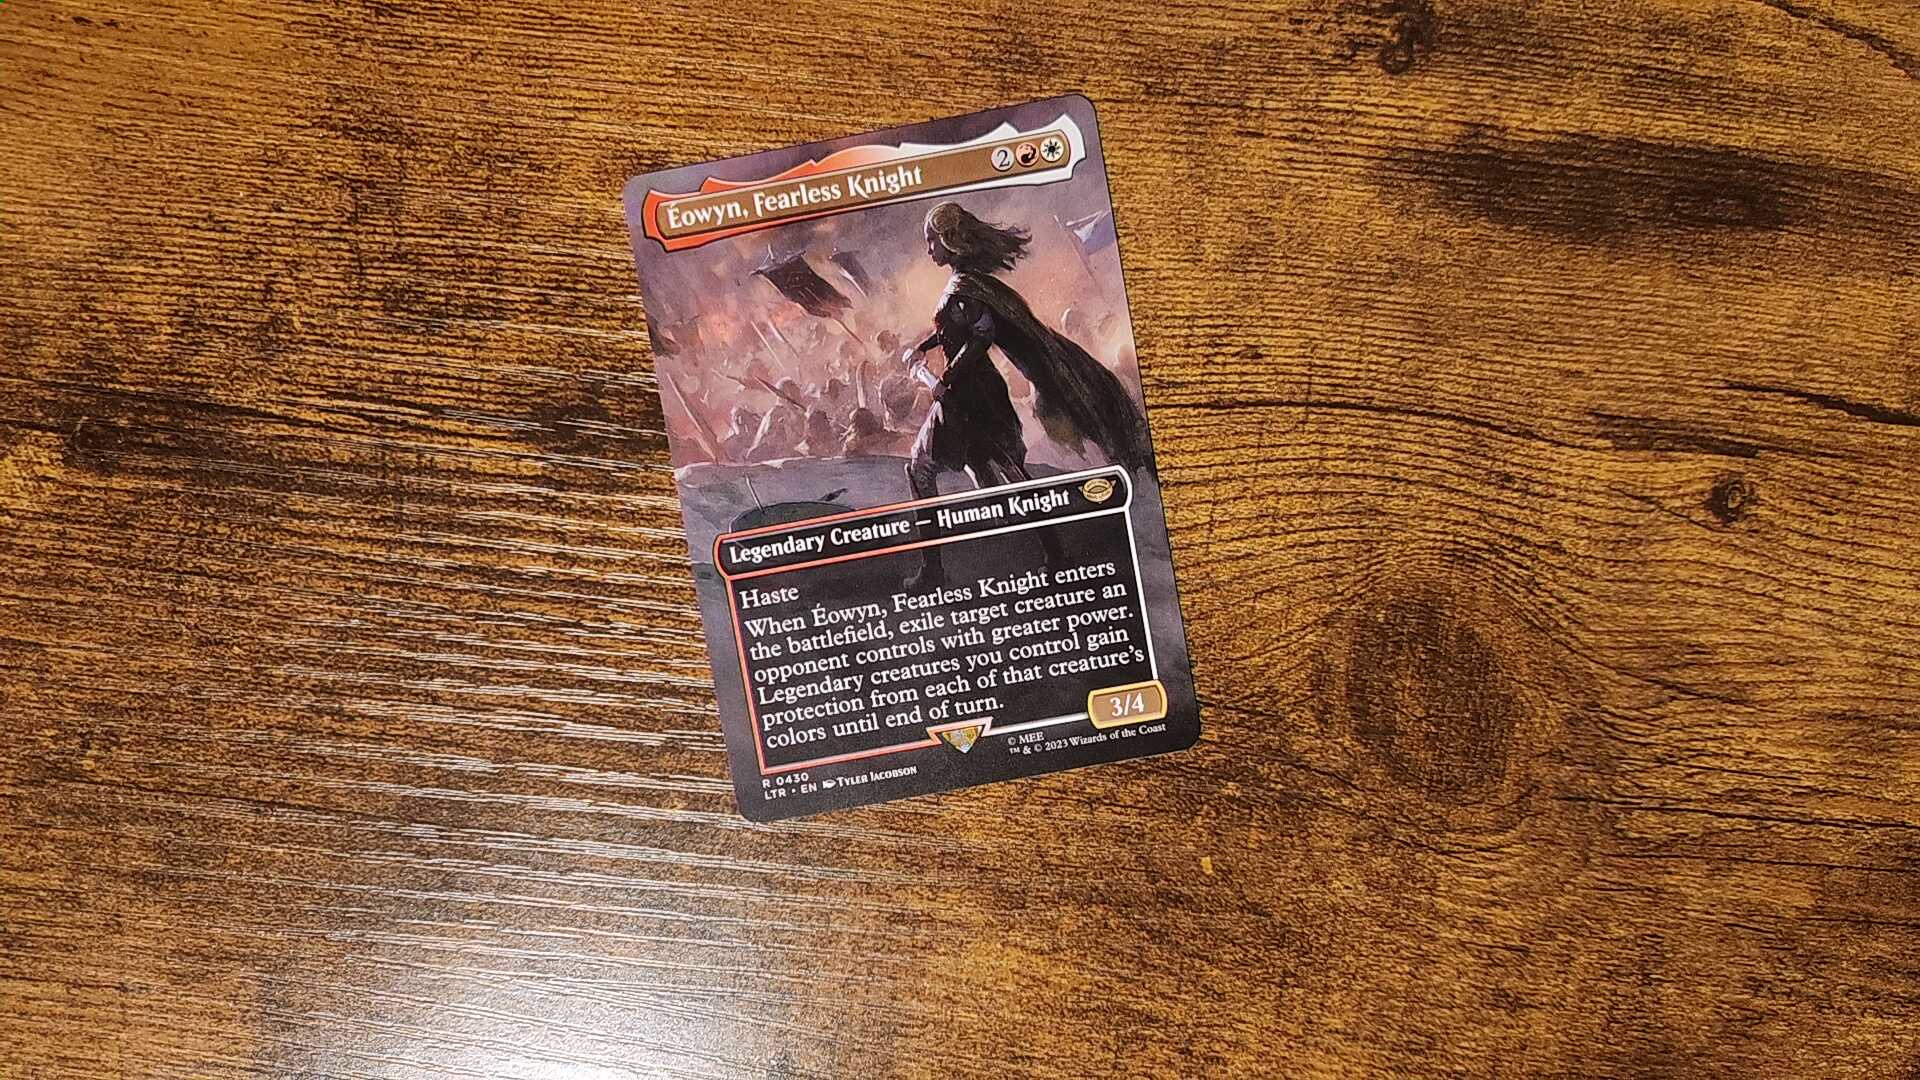 Éowyn, Fearless Knight 2
Legendary Creature — Human Knight
Haste
When Éowyn, Fearless Knight enters
the battlefield, exile target creature an
opponent controls with greater power.
Legendary creatures you control gain
protection from each of that creature's
colors until end of turn.
3/4
R 0430
LTR • EN Tyler Jacobson
© MEE
™ & © 2023 Wizards of the Coast